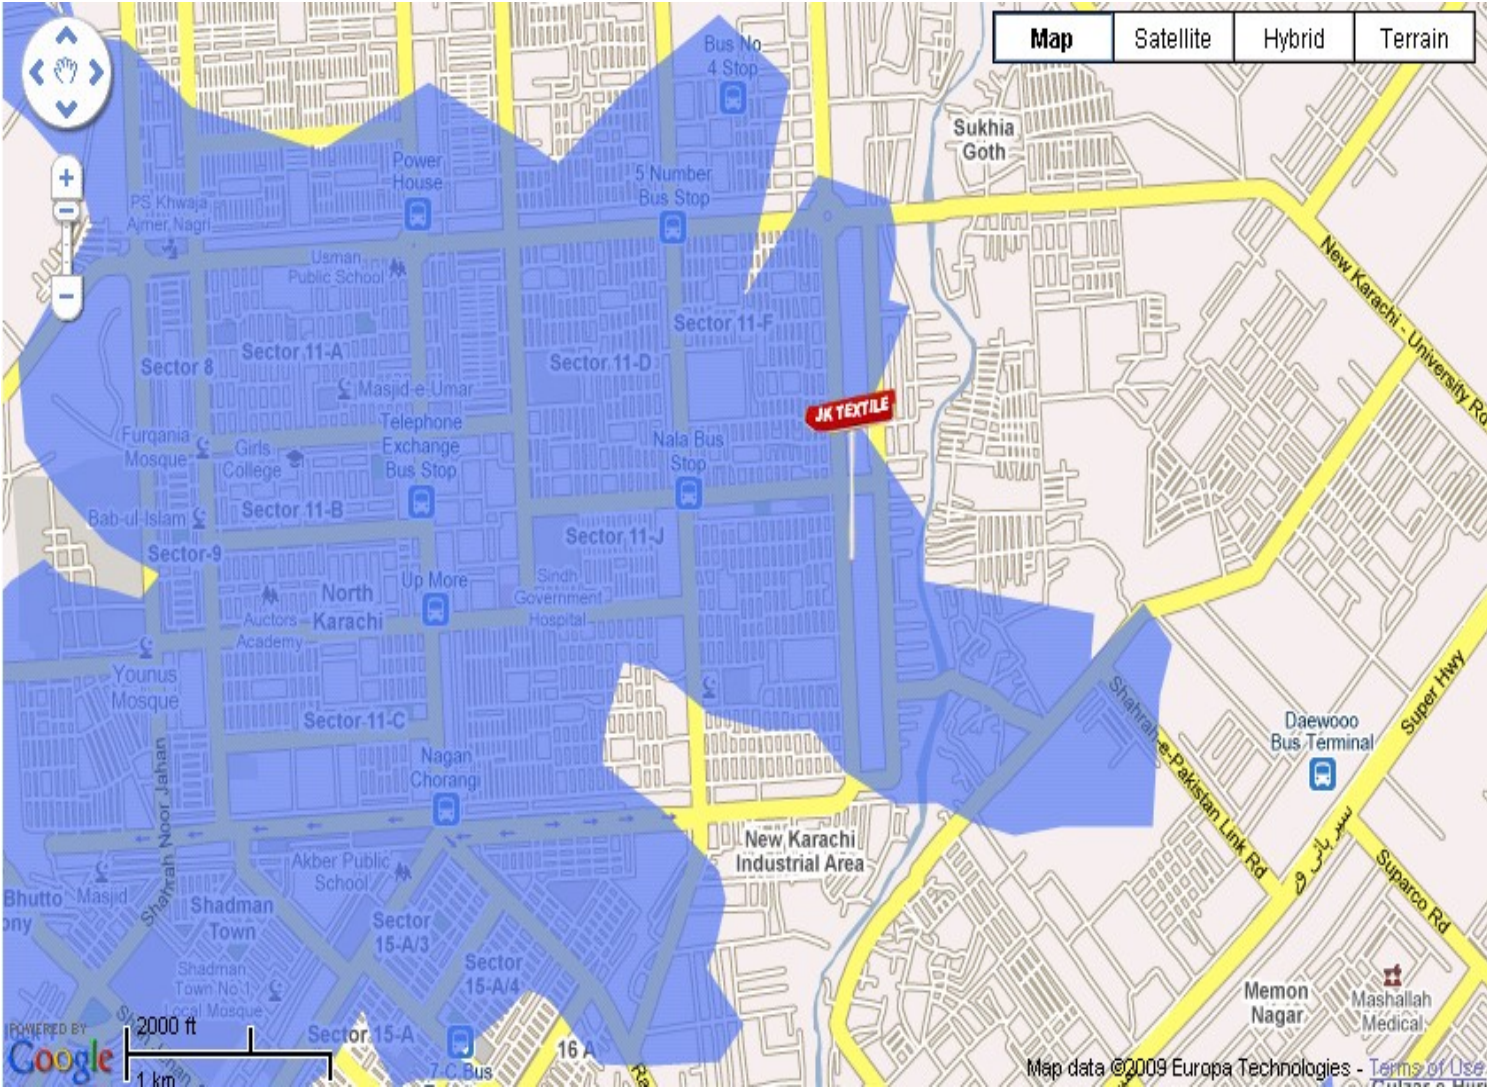 Map
Satellite
Hybrid
Terrain
Bus No
4 Stop
Sukhia
Goth
Power
House
5 Number
Bus Stop
PS Khwaja
Ajmer Nagri
Usman
Public School
New Karachi - University Rd
Sector 11-F
Sector 11-A
Sector 8
Sector 11-D
Masjid-e-Umar
JK TEXTILE
Telephone
Exchange
Bus Stop
Furqania
Mosque
Girls
College
Nala Bus
Stop
Sector 11-B
Bab-ul-Islam
Sector-9
Sector 11-J
Up More
North
Karachi
Sindh
Government
Hospital
Auctors
Academy
Younus
Mosque
Shahrah-e-Pakistan Link Rd
Super Hwy
Sector 11-C
Daewooo
Bus Terminal
Nagan
Chorangi
Shahrah Noor Jahan
New Karachi
Industrial Area
Akber Public
School
Suparco Rd
Bhutto
ony
Masjid
Shadman
Town
Sector
15-A/3
Sector
15-A/4
Shadman
Town No 1
ocal Mosque
Memon
Nagar
Mashallah
Medical
POWERED BY
Google
2000 ft
1 km
Sector 15-A
16 A
7-C Bus
Ra
Map data ©2009 Europa Technologies - Terms of Use